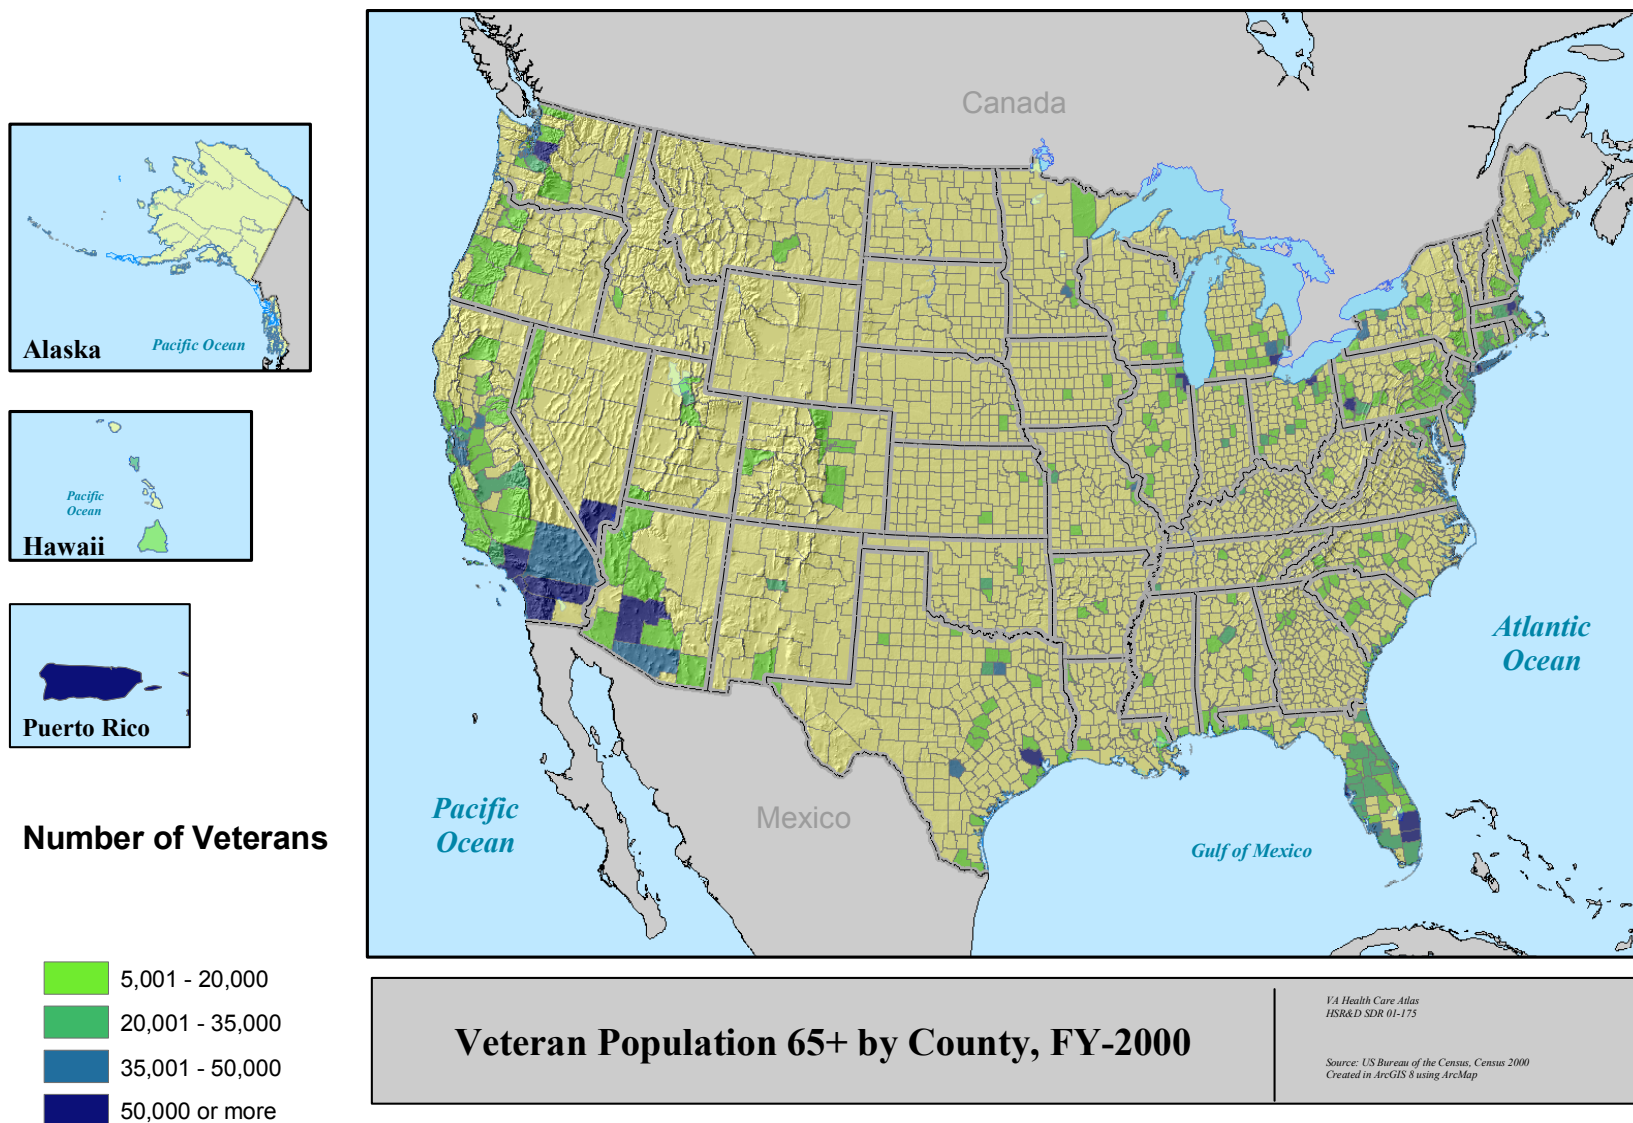 Canada
Alaska
Pacific Ocean
Pacific
Ocean
Hawaii
Puerto Rico
Atlantic
Ocean
Pacific
Ocean
Mexico
Gulf of Mexico
Number of Veterans
5,001 - 20,000
20,001 - 35,000
35,001 - 50,000
50,000 or more
Veteran Population 65+ by County, FY-2000
VA Health Care Atlas
HSR&D SDR 01-175
Source: US Bureau of the Census, Census 2000
Created in ArcGIS 8 using ArcMap